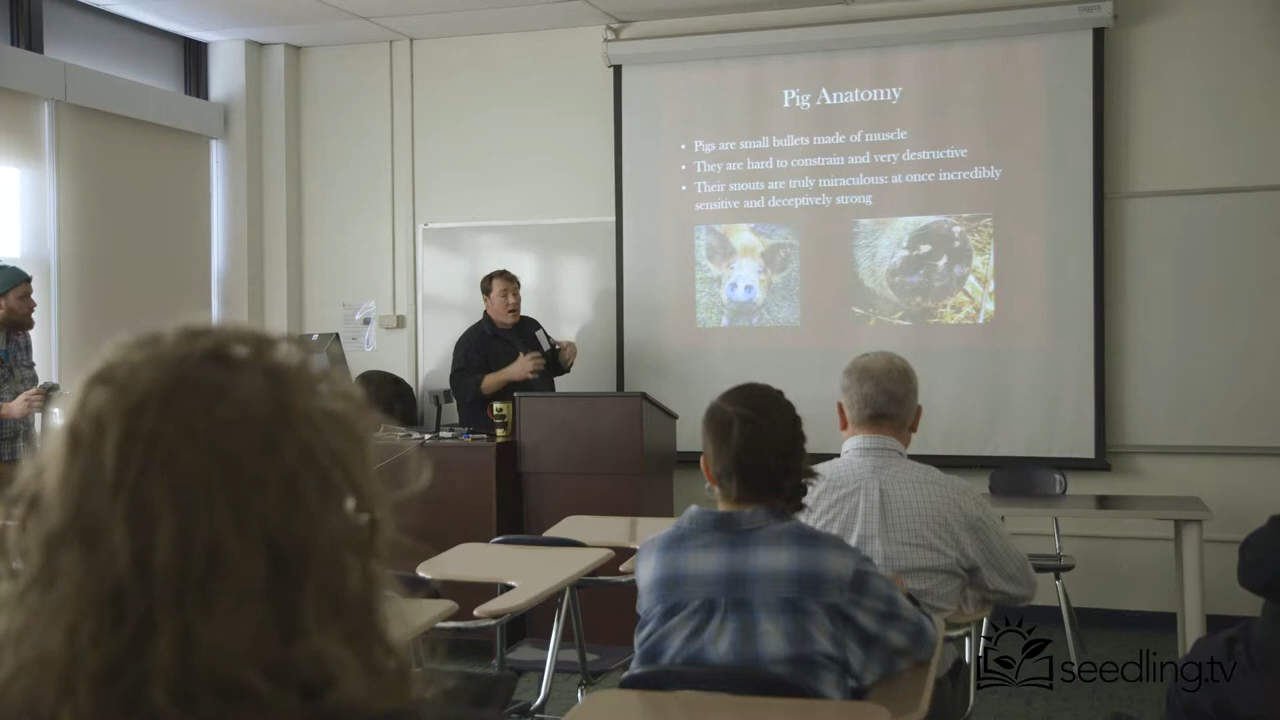 Pig Anatomy
• Pigs are small bullets made of muscle
• They are hard to constrain and very destructive
• Their snouts are truly miraculous: at once incredibly
sensitive and deceptively strong
seedling.tv